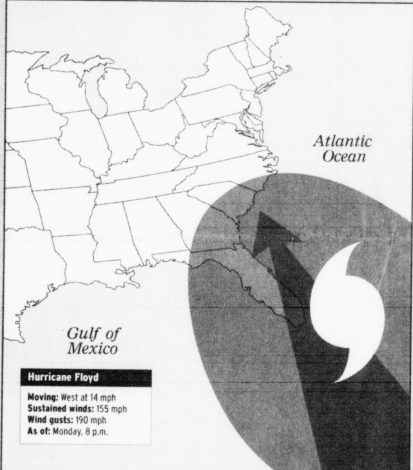 Atlantic
Ocean
Gulf of
Mexico
Hurricane Floyd
Moving: West at 14 mph
Sustained winds: 155 mph
Wind gusts: 190 mph
As of: Monday, 8 p.m.